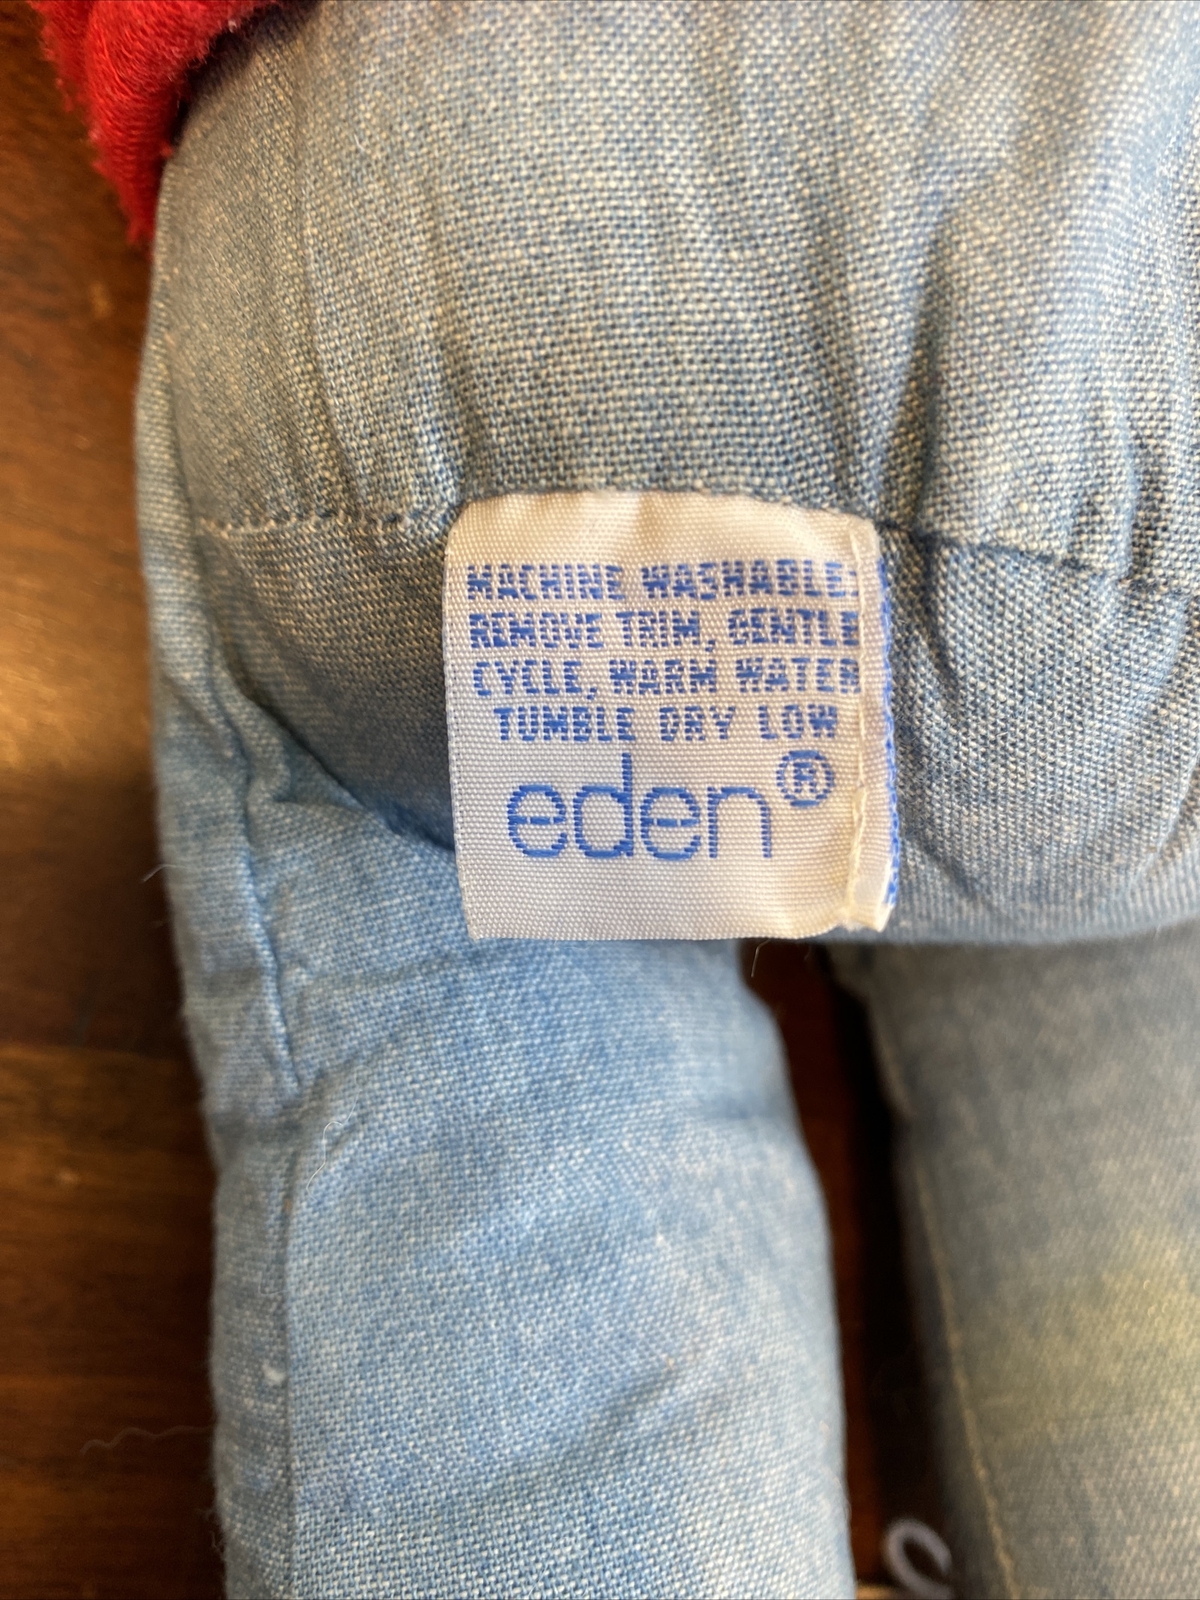 MACHINE WASHABLE:
REMOVE TRIM, GENTLE
CYCLE, WARM WATER
TUMBLE DRY LOW
eden®